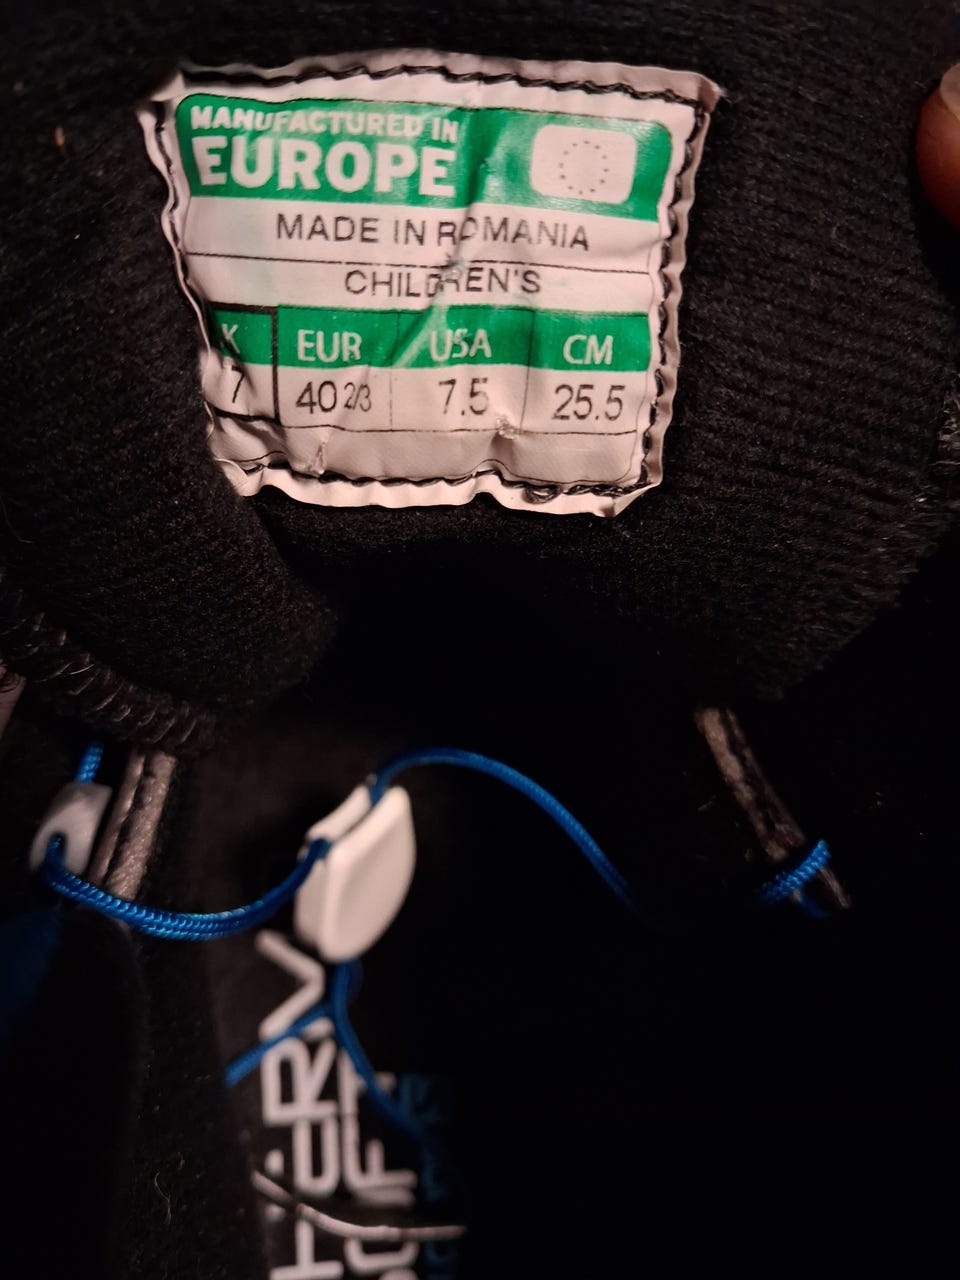 MANUFACTURED IN
EUROPE
MADE IN ROMANIA
CHILDREN'S
K EUR USA CM
7 40 2/3 7.5 25.5